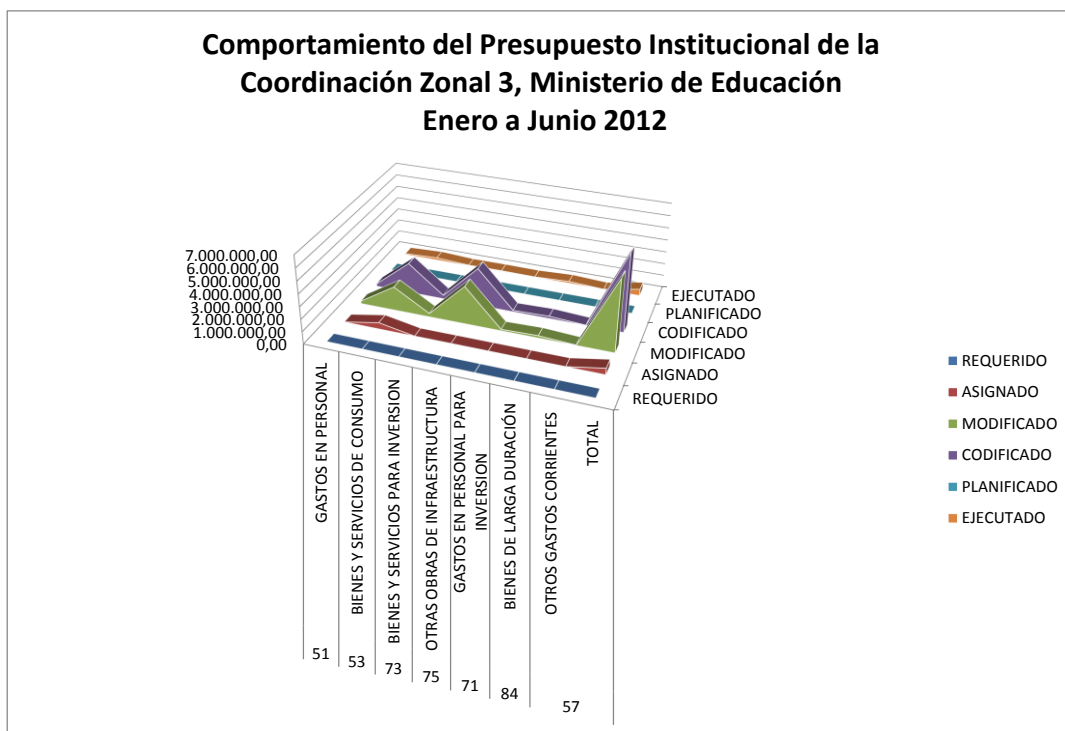 Comportamiento del Presupuesto Institucional de la
Coordinación Zonal 3, Ministerio de Educación
Enero a Junio 2012
7.000.000,00
6.000.000,00
5.000.000,00
4.000.000,00
3.000.000,00
2.000.000,00
1.000.000,00
0,00
EJECUTADO
PLANIFICADO
CODIFICADO
MODIFICADO
ASIGNADO
REQUERIDO
GASTOS EN PERSONAL
BIENES Y SERVICIOS DE CONSUMO
BIENES Y SERVICIOS PARA INVERSION
OTRAS OBRAS DE INFRAESTRUCTURA
GASTOS EN PERSONAL PARA
INVERSION
BIENES DE LARGA DURACIÓN
OTROS GASTOS CORRIENTES
TOTAL
51
53
73
75
71
84
57
REQUERIDO
ASIGNADO
MODIFICADO
CODIFICADO
PLANIFICADO
EJECUTADO